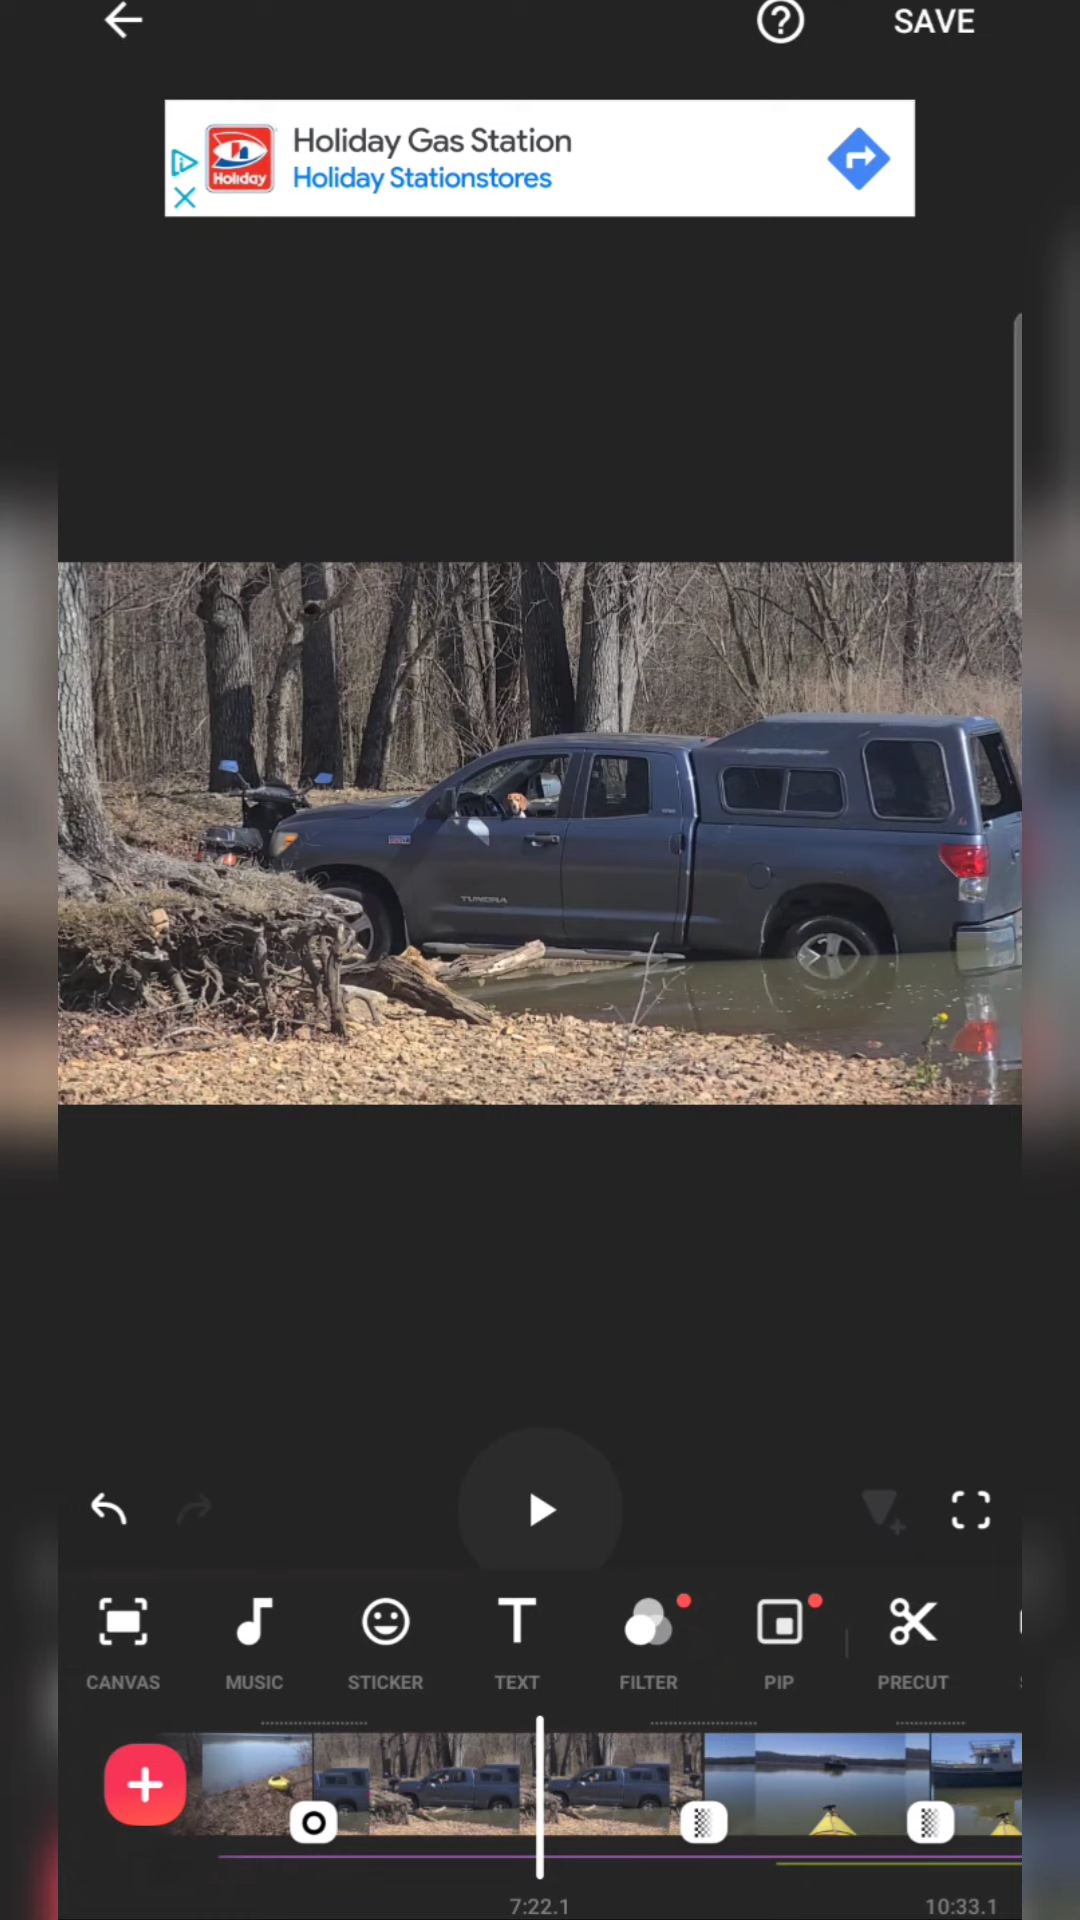 SAVE
Holiday
Holiday Gas Station
Holiday Stationstores
TUNDRA
CANVAS
MUSIC
STICKER
TEXT
FILTER
PIP
PRECUT
7:22.1
10:33.1